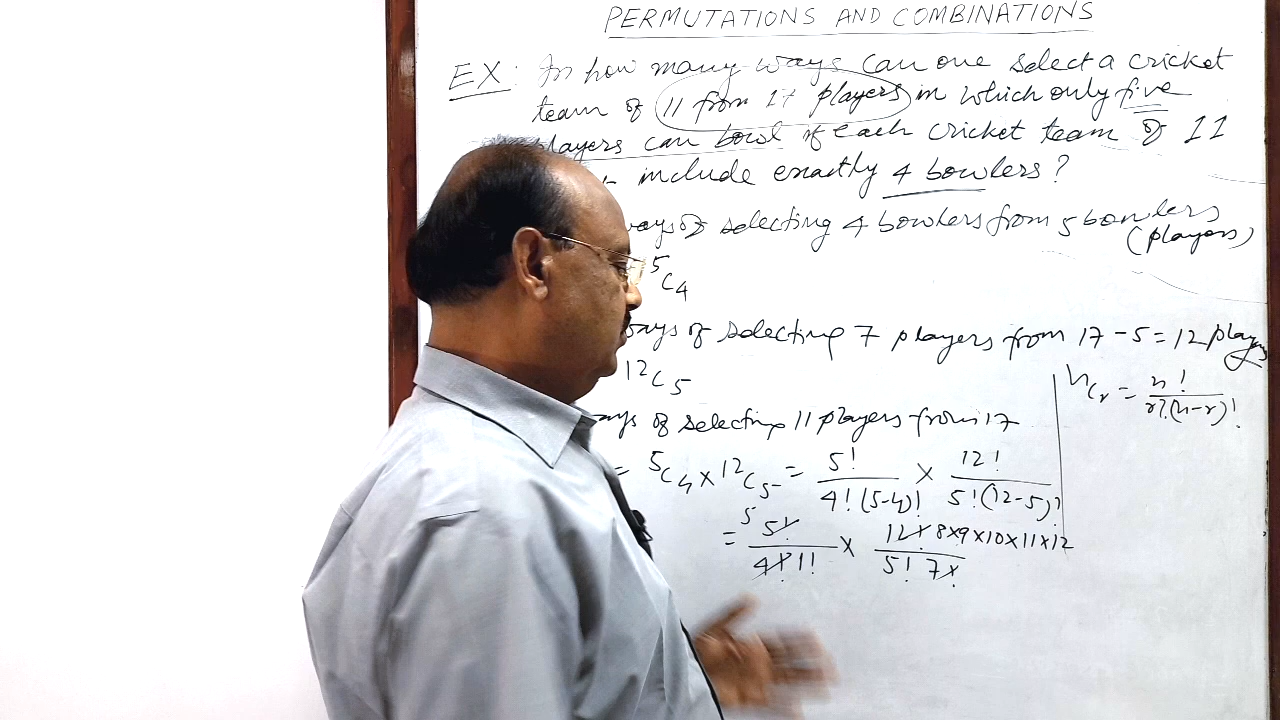 PERMUTATIONS AND COMBINATIONS
EX: In how many ways can one select a cricket
team of 11 from 17 players in which only five
players can bowl if each cricket team of 11
include exactly 4 bowlers?
ways of selecting 4 bowlers from 5 bowlers
(players)
⁵C₄
ways of selecting 7 players from 17 - 5 = 12 players
¹²C₅
nCr = n! / r!(n-r)!
ways of selecting 11 players from 17
= ⁵C₄ × ¹²C₅ = 5! / 4!(5-4)! × 12! / 5!(12-5)!
= 5 5! / 4! 1! × 12! 8×9×10×11×12 / 5! 7!